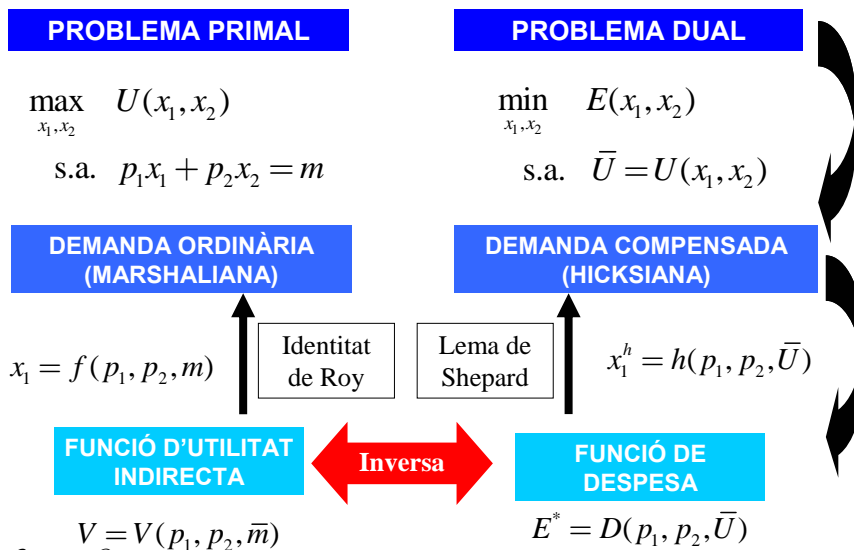 PROBLEMA PRIMAL
max U(x₁,x₂)
x₁,x₂
s.a. p₁x₁ + p₂x₂ = m
DEMANDA ORDINÀRIA
(MARSHALIANA)
x₁ = f(p₁, p₂, m)
Identitat
de Roy
FUNCIÓ D’UTILITAT
INDIRECTA
V = V(p₁, p₂, m̅)
Inversa
PROBLEMA DUAL
min E(x₁,x₂)
x₁,x₂
s.a. U̅ = U(x₁,x₂)
DEMANDA COMPENSADA
(HICKSIANA)
Lema de
Shepard
x₁ʰ = h(p₁, p₂, U̅)
FUNCIÓ DE
DESPESA
E* = D(p₁, p₂, U̅)